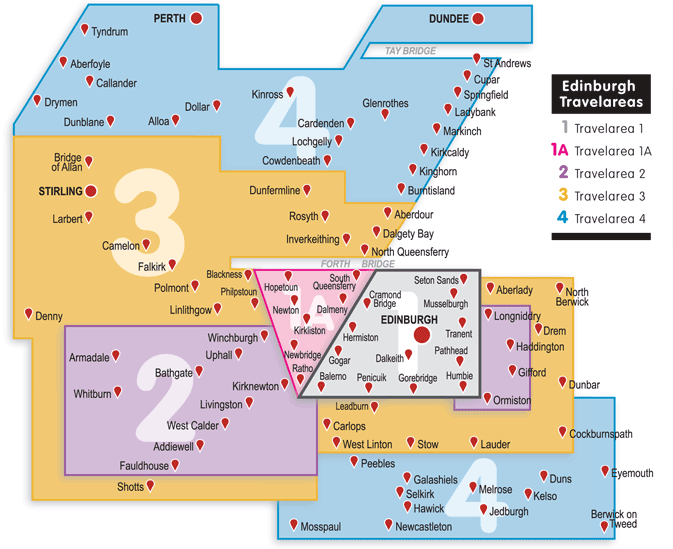 PERTH
DUNDEE
Tyndrum
TAY BRIDGE
Aberfoyle
St Andrews
Callander
Cupar
Kinross
4
Springfield
Drymen
Dollar
Glenrothes
Ladybank
Dunblane
Alloa
Cardenden
Markinch
Lochgelly
Kirkcaldy
Cowdenbeath
Kinghorn
Burntisland
Bridge
of Allan
STIRLING
3
Dunfermline
Larbert
Rosyth
Aberdour
Camelon
Inverkeithing
Dalgety Bay
North Queensferry
Falkirk
FORTH BRIDGE
Polmont
Blackness
Philpstoun
Linlithgow
Denny
Hopetoun
South
Queensferry
1A
Newton
Dalmeny
Kirkliston
Newbridge
Ratho
Seton Sands
Cramond
Bridge
Musselburgh
EDINBURGH
1
Hermiston
Tranent
Gogar
Dalkeith
Pathhead
Balerno
Penicuik
Gorebridge
Humbie
Aberlady
North
Berwick
Longniddry
Drem
Haddington
Gifford
Dunbar
Ormiston
Winchburgh
Armadale
Uphall
Bathgate
2
Whitburn
Kirknewton
Livingston
West Calder
Addiewell
Fauldhouse
Shotts
Leadburn
Carlops
West Linton
Stow
Lauder
Cockburnspath
Peebles
Galashiels
4
Melrose
Duns
Eyemouth
Selkirk
Kelso
Hawick
Jedburgh
Berwick on
Tweed
Mosspaul
Newcastleton
Edinburgh
Travelareas
1 Travelarea 1
1A Travelarea 1A
2 Travelarea 2
3 Travelarea 3
4 Travelarea 4